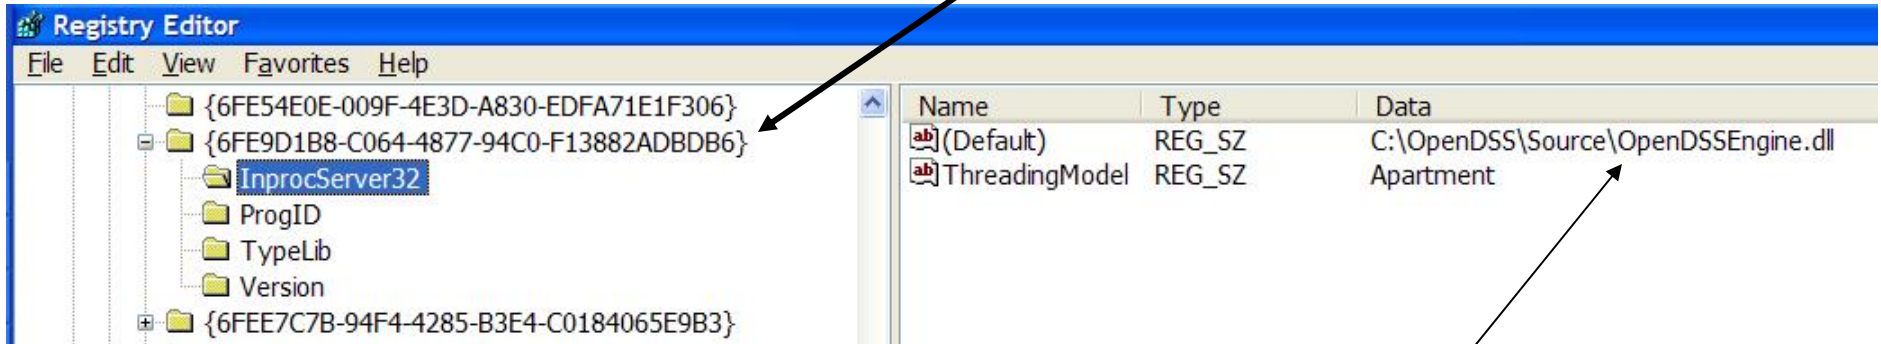 Registry Editor
File Edit View Favorites Help
{6FE54E0E-009F-4E3D-A830-EDFA71E1F306}
{6FE9D1B8-C064-4877-94C0-F13882ADBDB6}
InprocServer32
ProgID
TypeLib
Version
{6FEE7C7B-94F4-4285-B3E4-C0184065E9B3}
Name Type Data
ab (Default) REG_SZ C:\OpenDSS\Source\OpenDSSEngine.dll
ab ThreadingModel REG_SZ Apartment